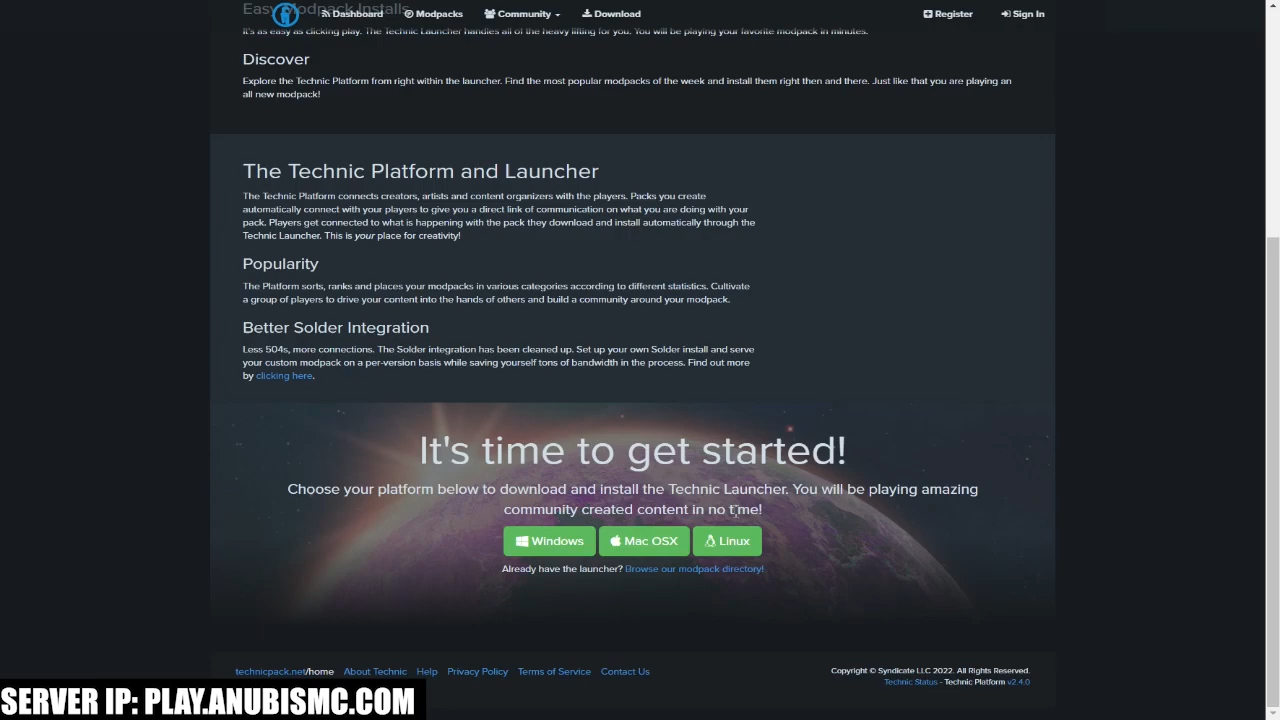 Easy Modpack Installs
Dashboard Modpacks Community Download Register Sign In
It's as easy as clicking play. The Technic Launcher handles all of the heavy lifting for you. You will be playing your favorite modpack in minutes.
Discover
Explore the Technic Platform from right within the launcher. Find the most popular modpacks of the week and install them right then and there. Just like that you are playing an
all new modpack!
The Technic Platform and Launcher
The Technic Platform connects creators, artists and content organizers with the players. Packs you create
automatically connect with your players to give you a direct link of communication on what you are doing with your
pack. Players get connected to what is happening with the pack they download and install automatically through the
Technic Launcher. This is your place for creativity!
Popularity
The Platform sorts, ranks and places your modpacks in various categories according to different statistics. Cultivate
a group of players to drive your content into the hands of others and build a community around your modpack.
Better Solder Integration
Less 504s, more connections. The Solder integration has been cleaned up. Set up your own Solder install and serve
your custom modpack on a per-version basis while saving yourself tons of bandwidth in the process. Find out more
by clicking here.
It's time to get started!
Choose your platform below to download and install the Technic Launcher. You will be playing amazing
community created content in no time!
Windows Mac OSX Linux
Already have the launcher? Browse our modpack directory!
technicpack.net/home About Technic Help Privacy Policy Terms of Service Contact Us
Copyright © Syndicate LLC 2022. All Rights Reserved.
Technic Status - Technic Platform v2.4.0
SERVER IP: PLAY.ANUBISMC.COM